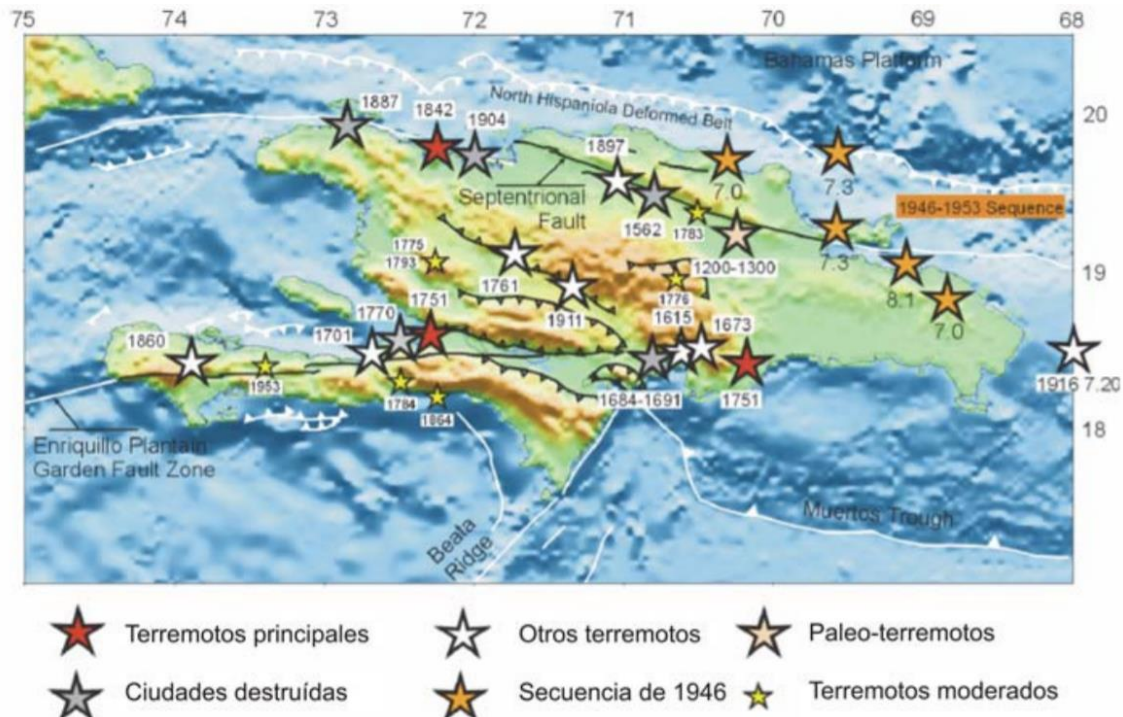 75 74 73 72 71 70 69 68
Bahamas Platform
20
1887
1842
North Hispaniola Deformed Belt
1904
1897
Septentrional
Fault
7.0
7.3
1946-1953 Sequence
1562
1783
7.3
1775
1793
1761
1200-1300
19
1776
8.1
1751
1911
1615
7.0
1770
1673
1701
1860
1953
1784
1864
1684-1691
1751
1916 7.20
18
Enriquillo Plantain
Garden Fault Zone
Muertos Trough
Beata
Ridge
Terremotos principales
Otros terremotos
Paleo-terremotos
Ciudades destruídas
Secuencia de 1946
Terremotos moderados